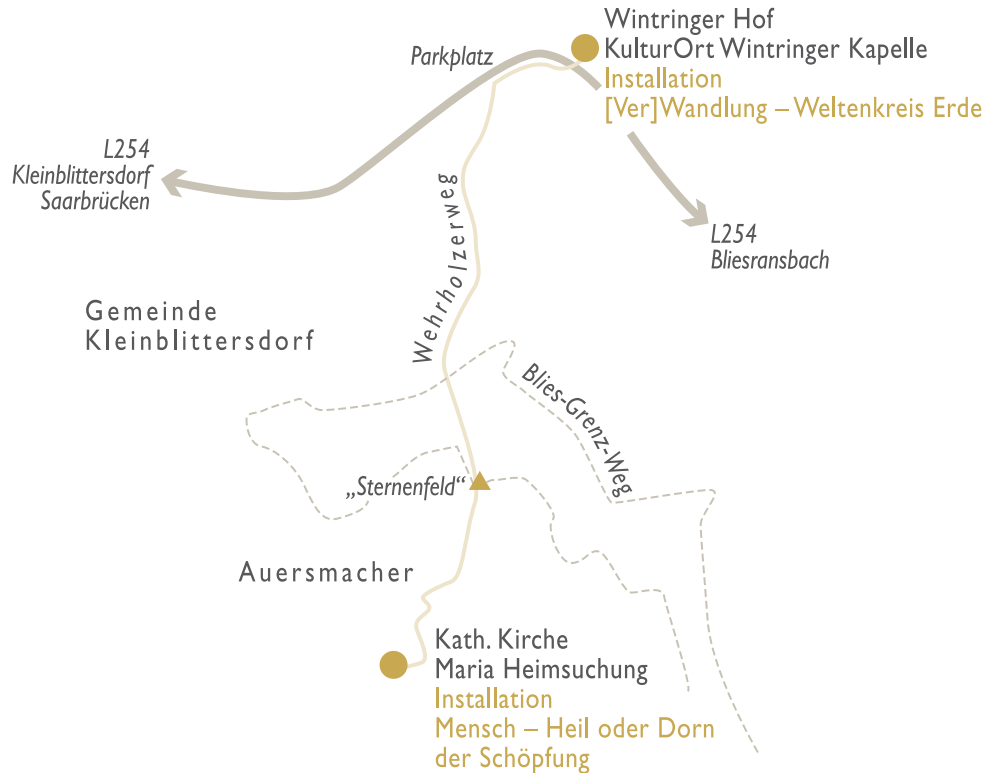 Wintringer Hof
KulturOrt Wintringer Kapelle
Installation
[Ver]Wandlung – Weltenkreis Erde
Parkplatz
L254
Kleinblittersdorf
Saarbrücken
L254
Bliesransbach
Wehrholzerweg
Gemeinde
Kleinblittersdorf
Blies-Grenz-Weg
„Sternenfeld“
Auersmacher
Kath. Kirche
Maria Heimsuchung
Installation
Mensch – Heil oder Dorn
der Schöpfung